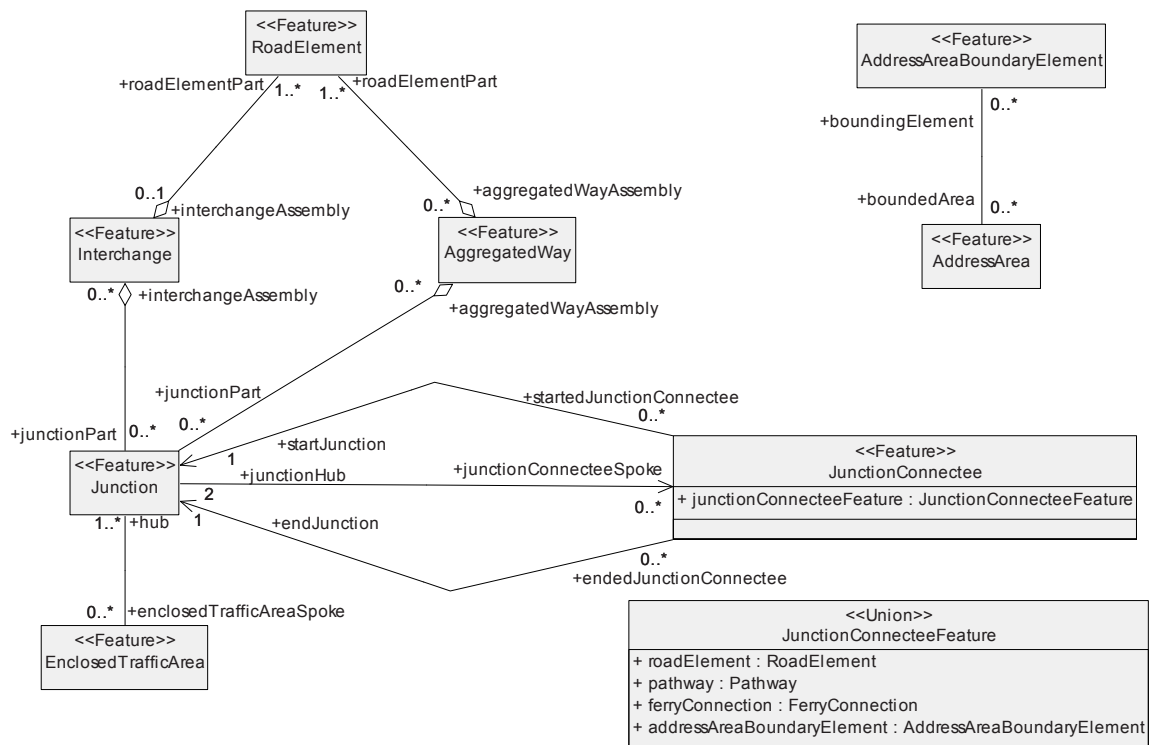 <<Feature>>
RoadElement
+roadElementPart
1..*
1..*
+roadElementPart
<<Feature>>
AddressAreaBoundaryElement
0..*
+boundingElement
+boundedArea
0..*
<<Feature>>
AddressArea
0..1
+interchangeAssembly
+aggregatedWayAssembly
0..*
<<Feature>>
Interchange
<<Feature>>
AggregatedWay
0..*
+interchangeAssembly
0..*
+aggregatedWayAssembly
+junctionPart
0..*
+junctionPart
0..*
+startedJunctionConnectee
0..*
+startJunction
1
<<Feature>>
Junction
+junctionHub
2
+junctionConnecteeSpoke
0..*
<<Feature>>
JunctionConnectee
+ junctionConnecteeFeature : JunctionConnecteeFeature
1
+endJunction
0..*
+endedJunctionConnectee
1..*
+hub
0..*
+enclosedTrafficAreaSpoke
<<Feature>>
EnclosedTrafficArea
<<Union>>
JunctionConnecteeFeature
+ roadElement : RoadElement
+ pathway : Pathway
+ ferryConnection : FerryConnection
+ addressAreaBoundaryElement : AddressAreaBoundaryElement